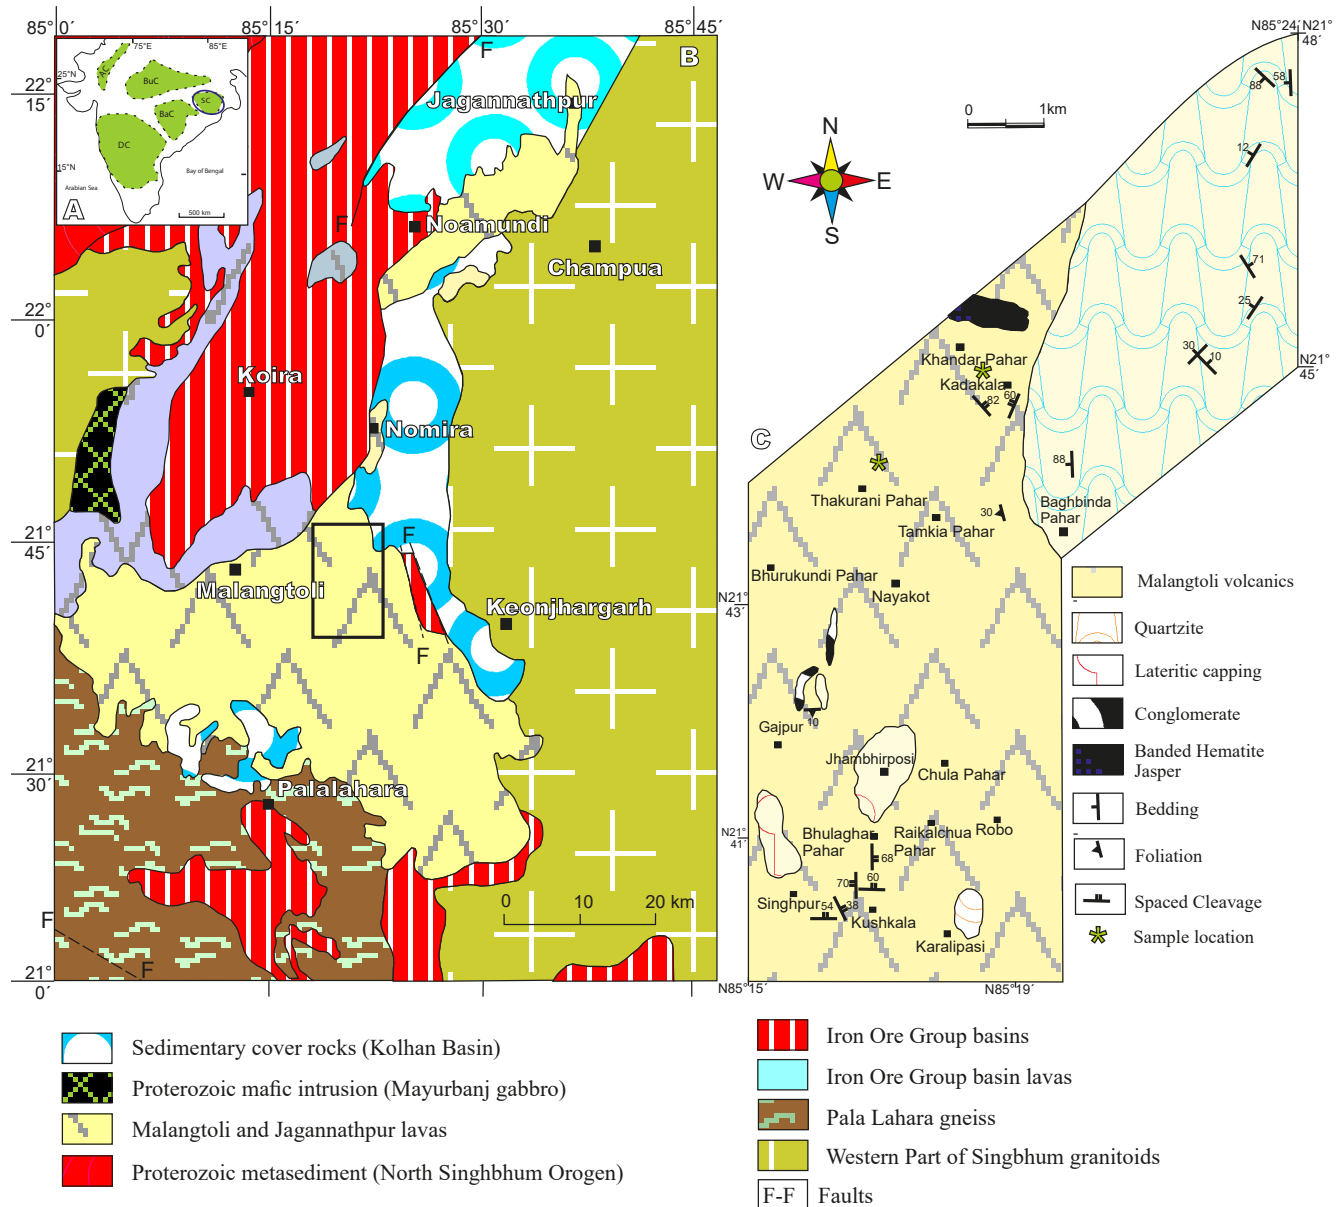 85° 0´
85°15´
85°30´
85°45´
22°
15´
22°
0´
21°
45´
21°
30´
21°
0´
75°E
85°E
25°N
15°N
AC
BuC
SC
BaC
DC
Bay of Bengal
Arabian Sea
500 km
A
B
F
Jagannathpur
F
Noamundi
Champua
Koira
Nomira
F
Malangtoli
Keonjhargarh
F
Palalahara
0 10 20 km
F
F
N85°24´
N21°
48´
0 1km
N
W E
S
58
88
12
71
25
30
10
N21°
45´
Khandar Pahar
Kadakala
60
82
C
88
Thakurani Pahar
Baghbinda
Pahar
30
Tamkia Pahar
Bhurukundi Pahar
Nayakot
N21°
43´
10
Gajpur
Jhambhirposi
Chula Pahar
N21°
41´
Bhulaghar
Pahar
Raikalchua
Pahar
Robo
68
70
60
Singhpur
54
38
Kushkala
Karalipasi
N85°15´
N85°19´
Malangtoli volcanics
Quartzite
Lateritic capping
Conglomerate
Banded Hematite
Jasper
Bedding
Foliation
Spaced Cleavage
Sample location
Sedimentary cover rocks (Kolhan Basin)
Proterozoic mafic intrusion (Mayurbanj gabbro)
Malangtoli and Jagannathpur lavas
Proterozoic metasediment (North Singhbhum Orogen)
Iron Ore Group basins
Iron Ore Group basin lavas
Pala Lahara gneiss
Western Part of Singbhum granitoids
F-F Faults